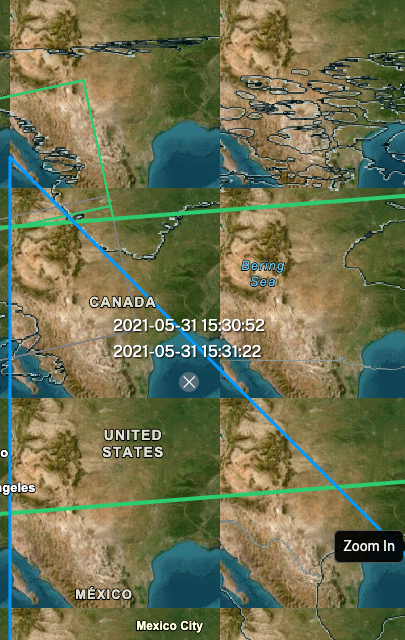 Bering
Sea
CANADA
2021-05-31 15:30:52
2021-05-31 15:31:22
UNITED
STATES
ngeles
Zoom In
MÉXICO
Mexico City